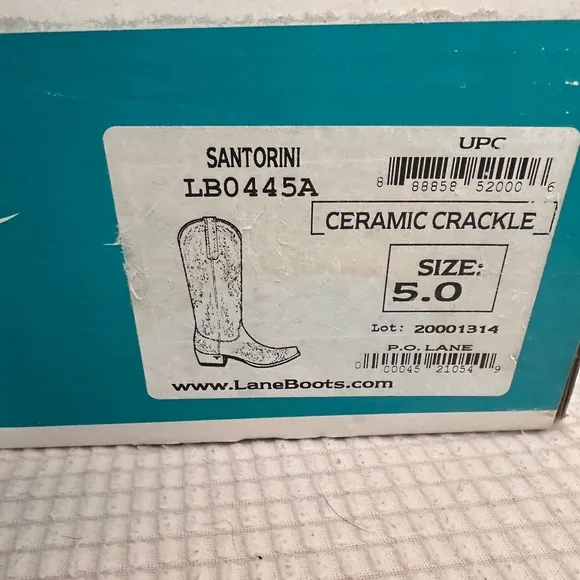 SANTORINI
LB0445A
UPC
8 88858 52000 6
CERAMIC CRACKLE
SIZE:
5.0
Lot: 20001314
P.O. LANE
0 00045 21054 9
www.LaneBoots.com